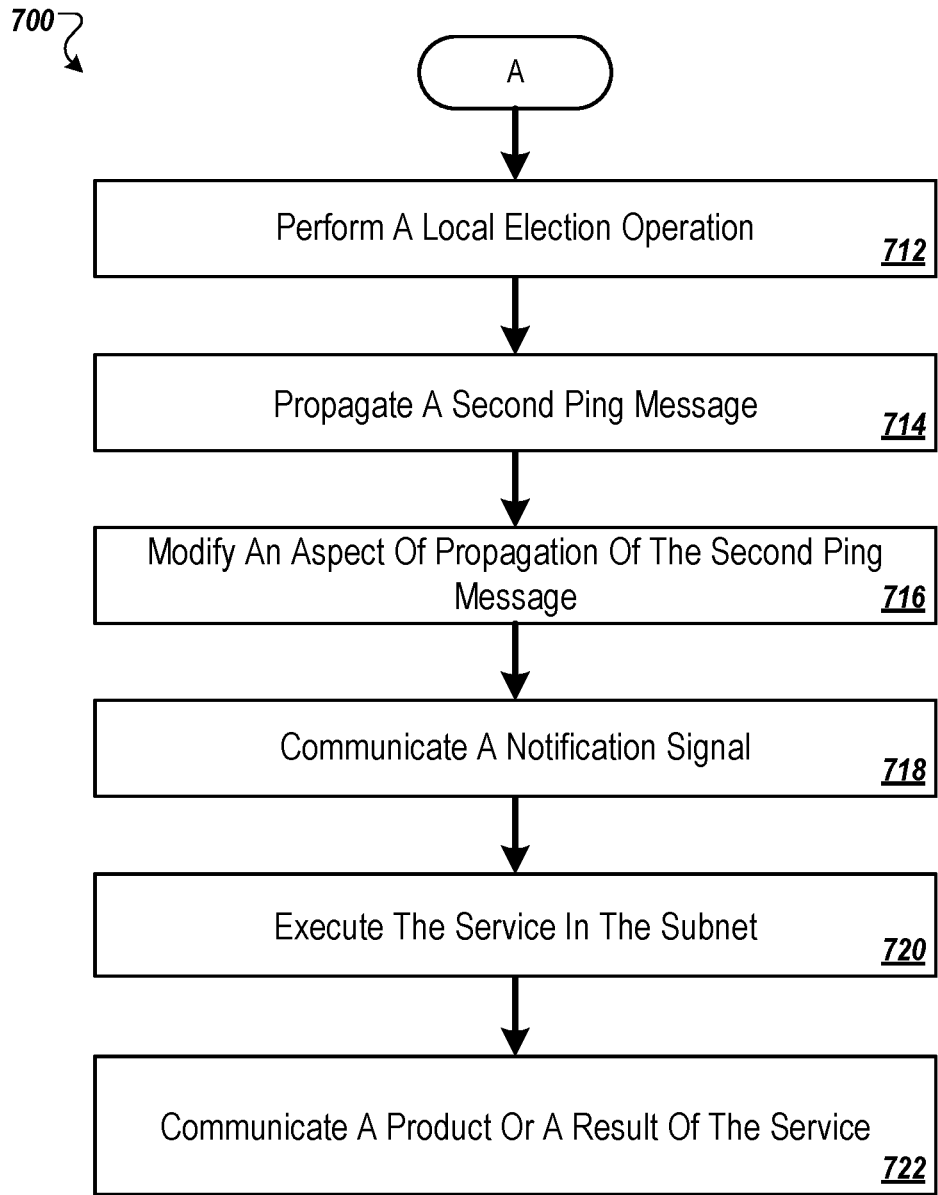 700
A
Perform A Local Election Operation
712
Propagate A Second Ping Message
714
Modify An Aspect Of Propagation Of The Second Ping
Message
716
Communicate A Notification Signal
718
Execute The Service In The Subnet
720
Communicate A Product Or A Result Of The Service
722